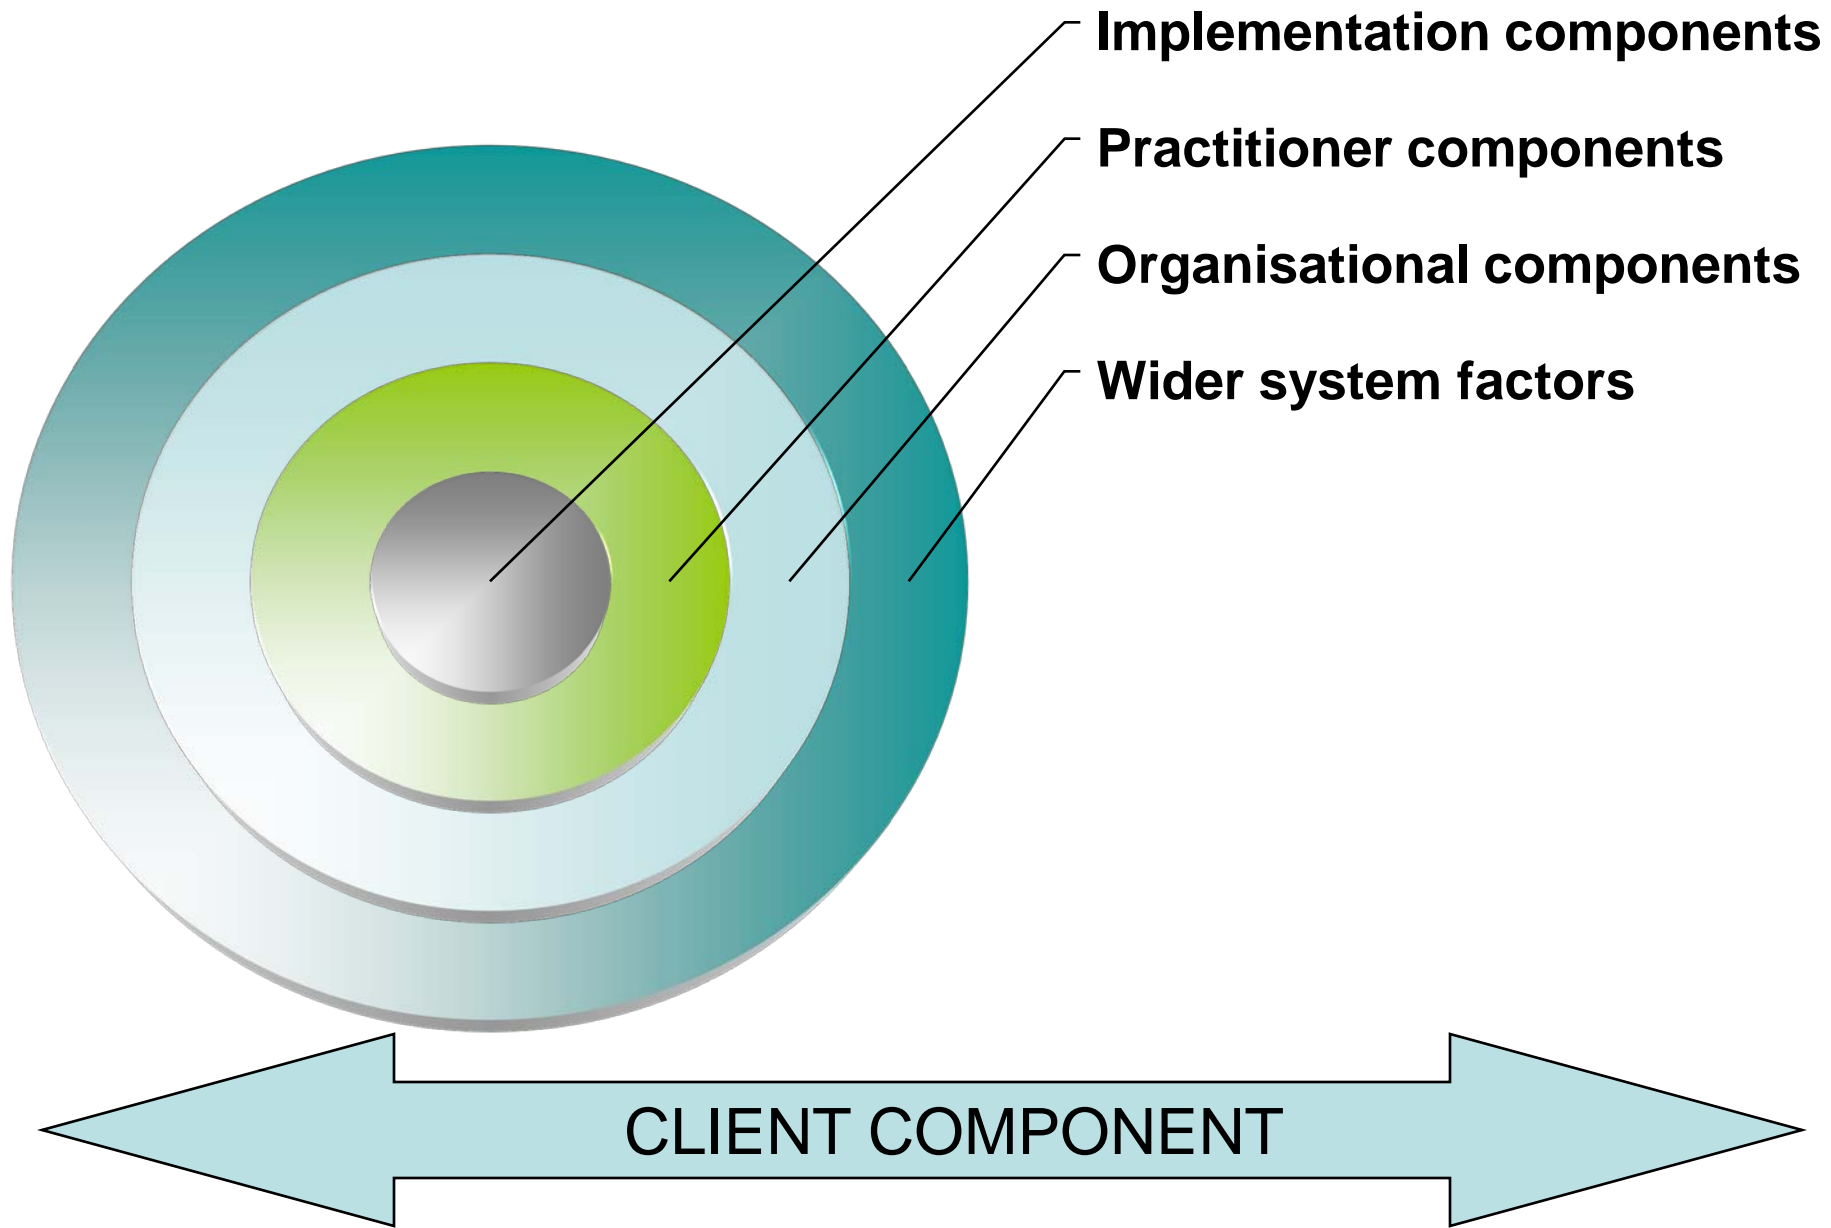 Implementation components
Practitioner components
Organisational components
Wider system factors
CLIENT COMPONENT